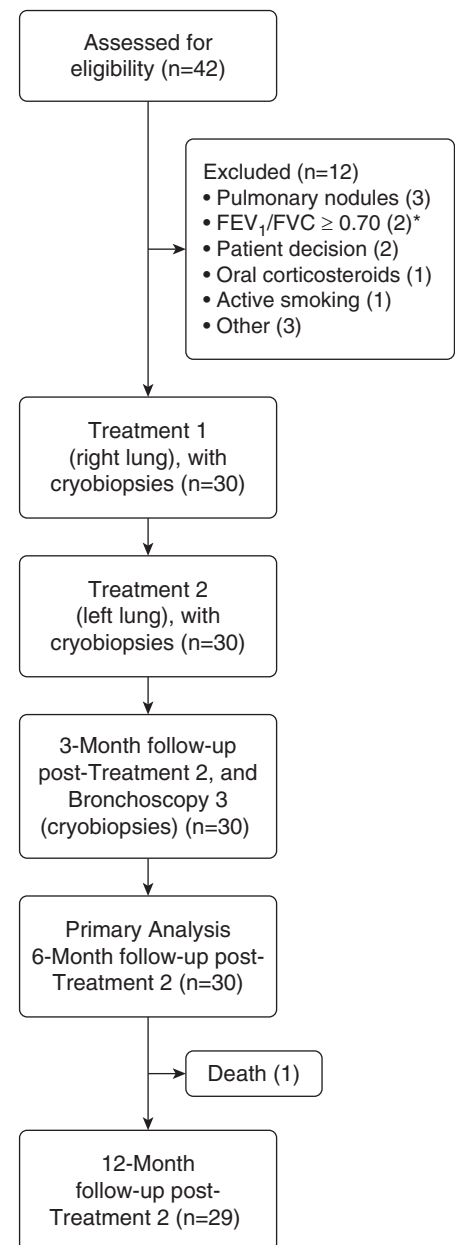 Assessed for
eligibility (n=42)
Excluded (n=12)
• Pulmonary nodules (3)
• FEV₁/FVC ≥ 0.70 (2)*
• Patient decision (2)
• Oral corticosteroids (1)
• Active smoking (1)
• Other (3)
Treatment 1
(right lung), with
cryobiopsies (n=30)
Treatment 2
(left lung), with
cryobiopsies (n=30)
3-Month follow-up
post-Treatment 2, and
Bronchoscopy 3
(cryobiopsies) (n=30)
Primary Analysis
6-Month follow-up post-
Treatment 2 (n=30)
Death (1)
12-Month
follow-up post-
Treatment 2 (n=29)